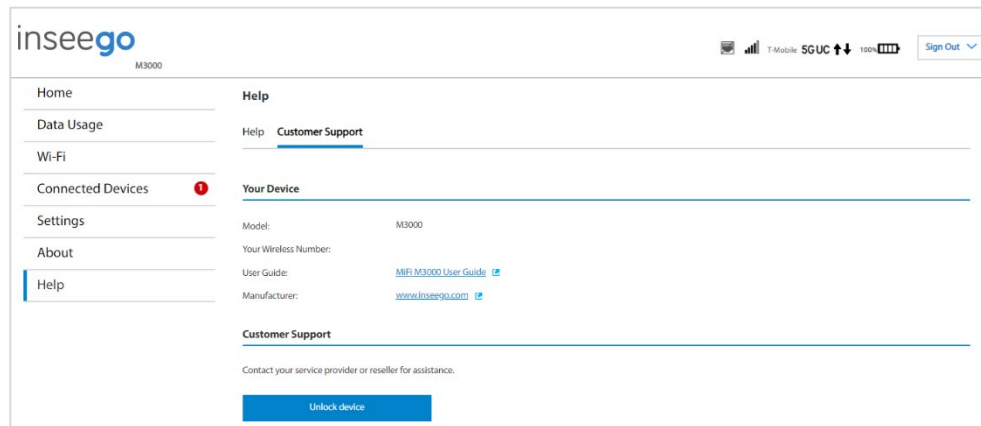 inseego
M3000
T-Mobile 5G UC 100% Sign Out
Home
Data Usage
Wi-Fi
Connected Devices 1
Settings
About
Help
Help
Help Customer Support
Your Device
Model: M3000
Your Wireless Number:
User Guide: MiFi M3000 User Guide
Manufacturer: www.inseego.com
Customer Support
Contact your service provider or reseller for assistance.
Unlock device